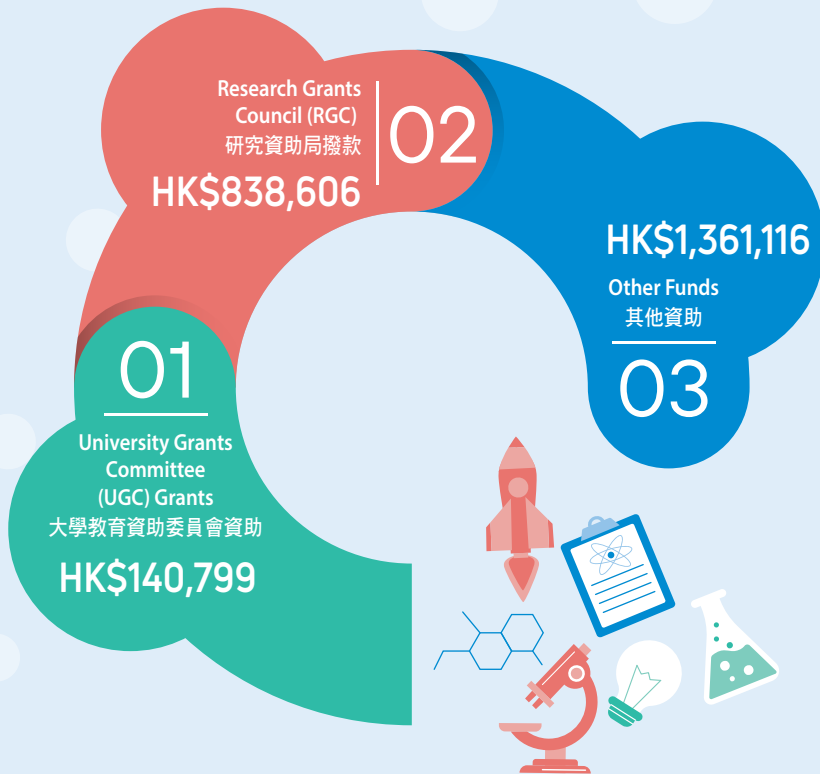 01
University Grants
Committee
(UGC) Grants
大學教育資助委員會資助
HK$140,799
Research Grants
Council (RGC)
研究資助局撥款
HK$838,606
02
HK$1,361,116
Other Funds
其他資助
03